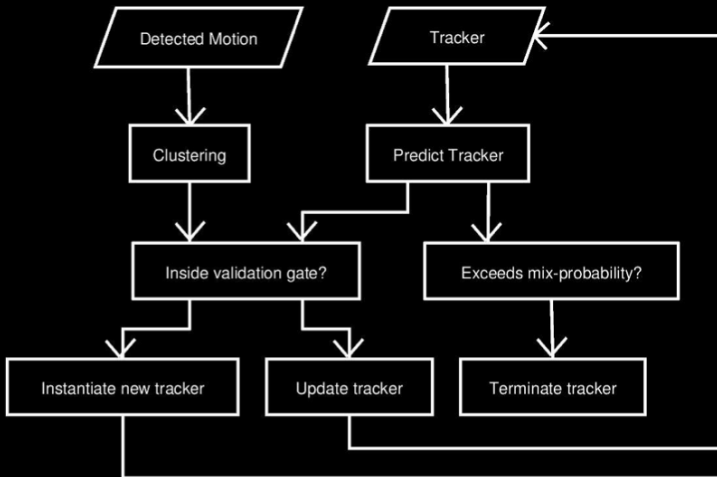 Detected Motion
Tracker
Clustering
Predict Tracker
Inside validation gate?
Exceeds mix-probability?
Instantiate new tracker
Update tracker
Terminate tracker